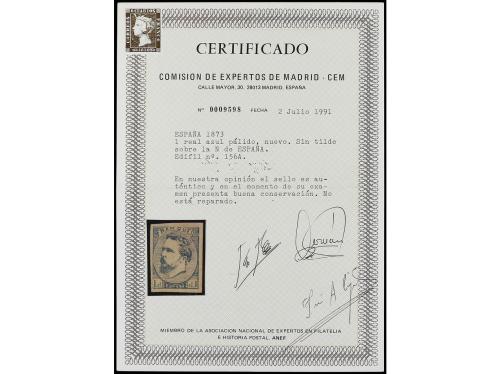 CERTIFICADO
COMISION DE EXPERTOS DE MADRID - CEM
CALLE MAYOR, 30. 28013 MADRID. ESPAÑA
Nº 0009598 FECHA 2 Julio 1991
ESPAÑA 1873
1 real azul pálido, nuevo. Sin tilde
sobre la N de ESPAÑA.
Edifil nº. 156A.
En nuestra opinión el sello es au-
téntico y en el momento de su exa-
men presenta buena conservación. No
está reparado.
MIEMBRO DE LA ASOCIACION NACIONAL DE EXPERTOS EN FILATELIA
E HISTORIA POSTAL. ANEF